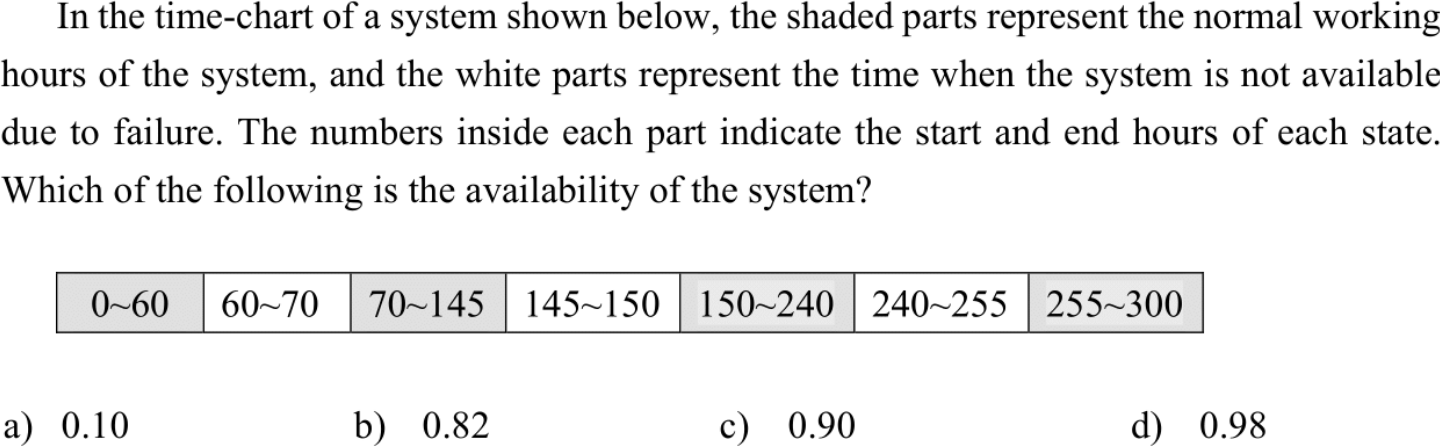 In the time-chart of a system shown below, the shaded parts represent the normal working
hours of the system, and the white parts represent the time when the system is not available
due to failure. The numbers inside each part indicate the start and end hours of each state.
Which of the following is the availability of the system?
0~60 60~70 70~145 145~150 150~240 240~255 255~300
a) 0.10 b) 0.82 c) 0.90 d) 0.98